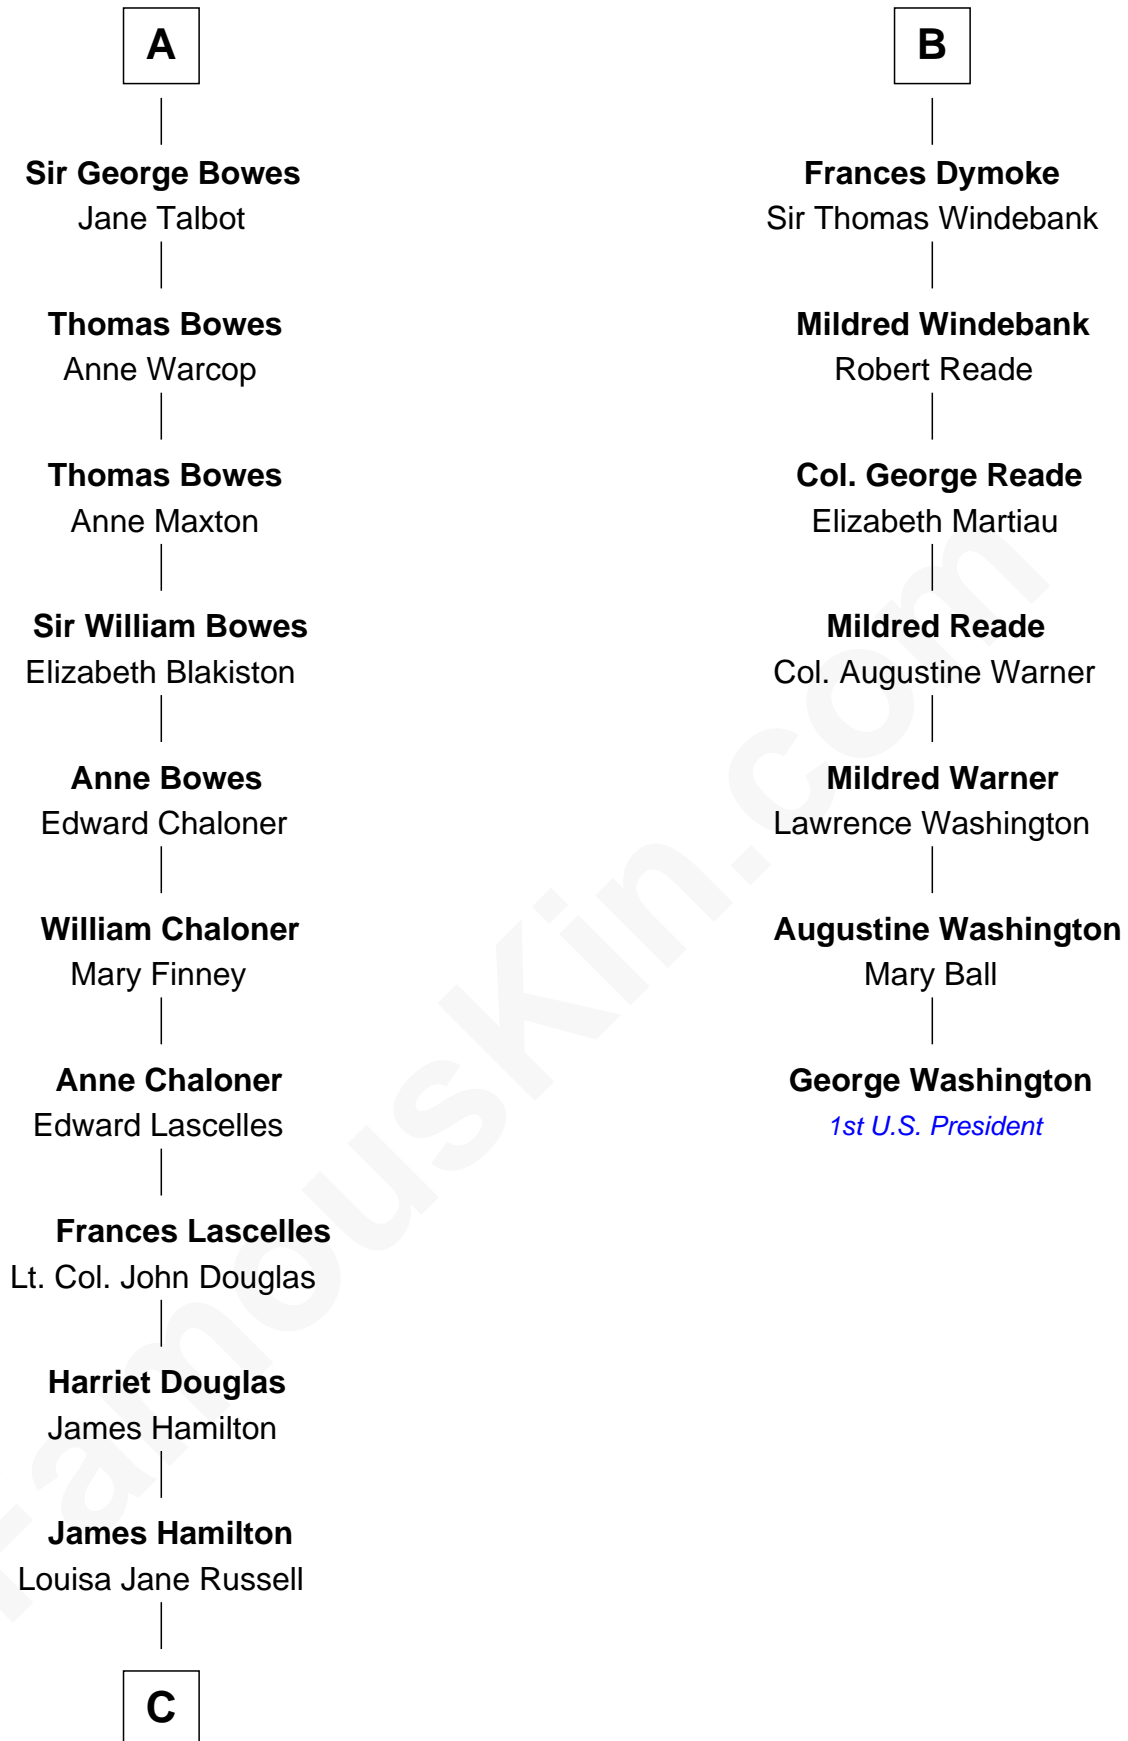 A
Sir George Bowes
Jane Talbot
Thomas Bowes
Anne Warcop
Thomas Bowes
Anne Maxton
Sir William Bowes
Elizabeth Blakiston
Anne Bowes
Edward Chaloner
William Chaloner
Mary Finney
Anne Chaloner
Edward Lascelles
Frances Lascelles
Lt. Col. John Douglas
Harriet Douglas
James Hamilton
James Hamilton
Louisa Jane Russell
C
B
Frances Dymoke
Sir Thomas Windebank
Mildred Windebank
Robert Reade
Col. George Reade
Elizabeth Martiau
Mildred Reade
Col. Augustine Warner
Mildred Warner
Lawrence Washington
Augustine Washington
Mary Ball
George Washington
1st U.S. President
FamousKin.com